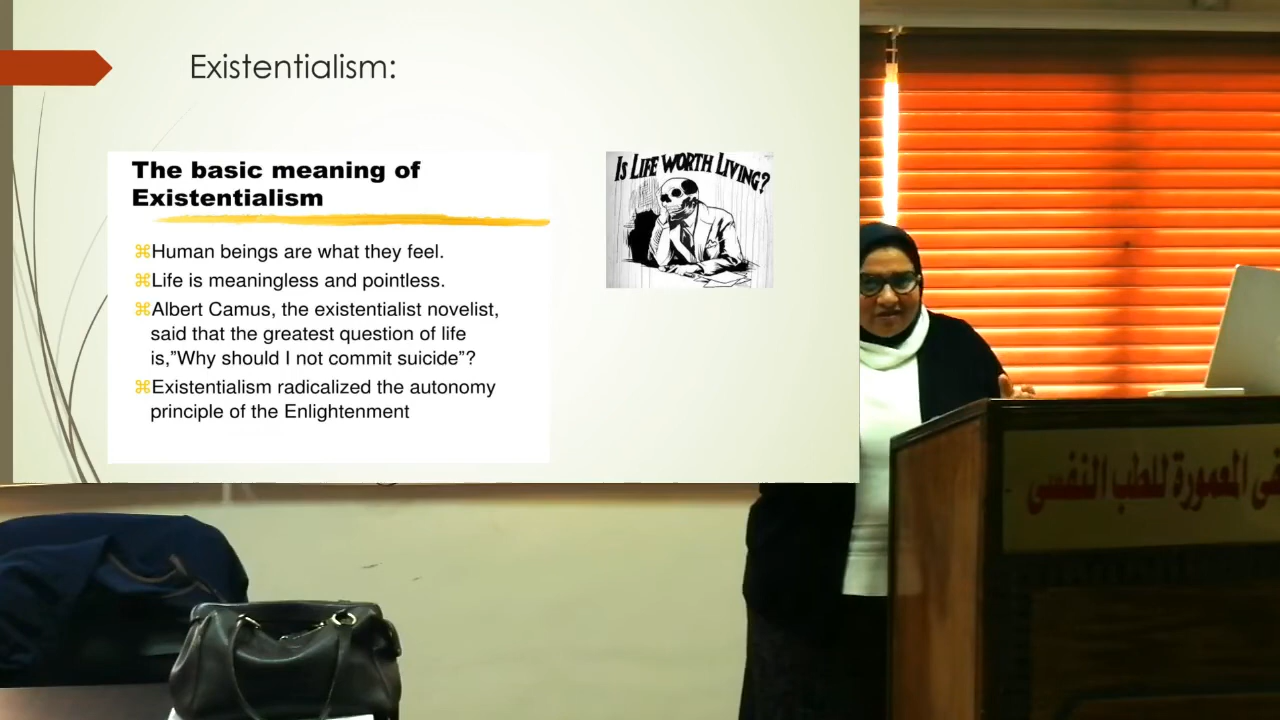 Existentialism:
The basic meaning of
Existentialism
⌘Human beings are what they feel.
⌘Life is meaningless and pointless.
⌘Albert Camus, the existentialist novelist,
said that the greatest question of life
is,”Why should I not commit suicide”?
⌘Existentialism radicalized the autonomy
principle of the Enlightenment
IS LIFE WORTH LIVING?
المعمورة للطب النفسى